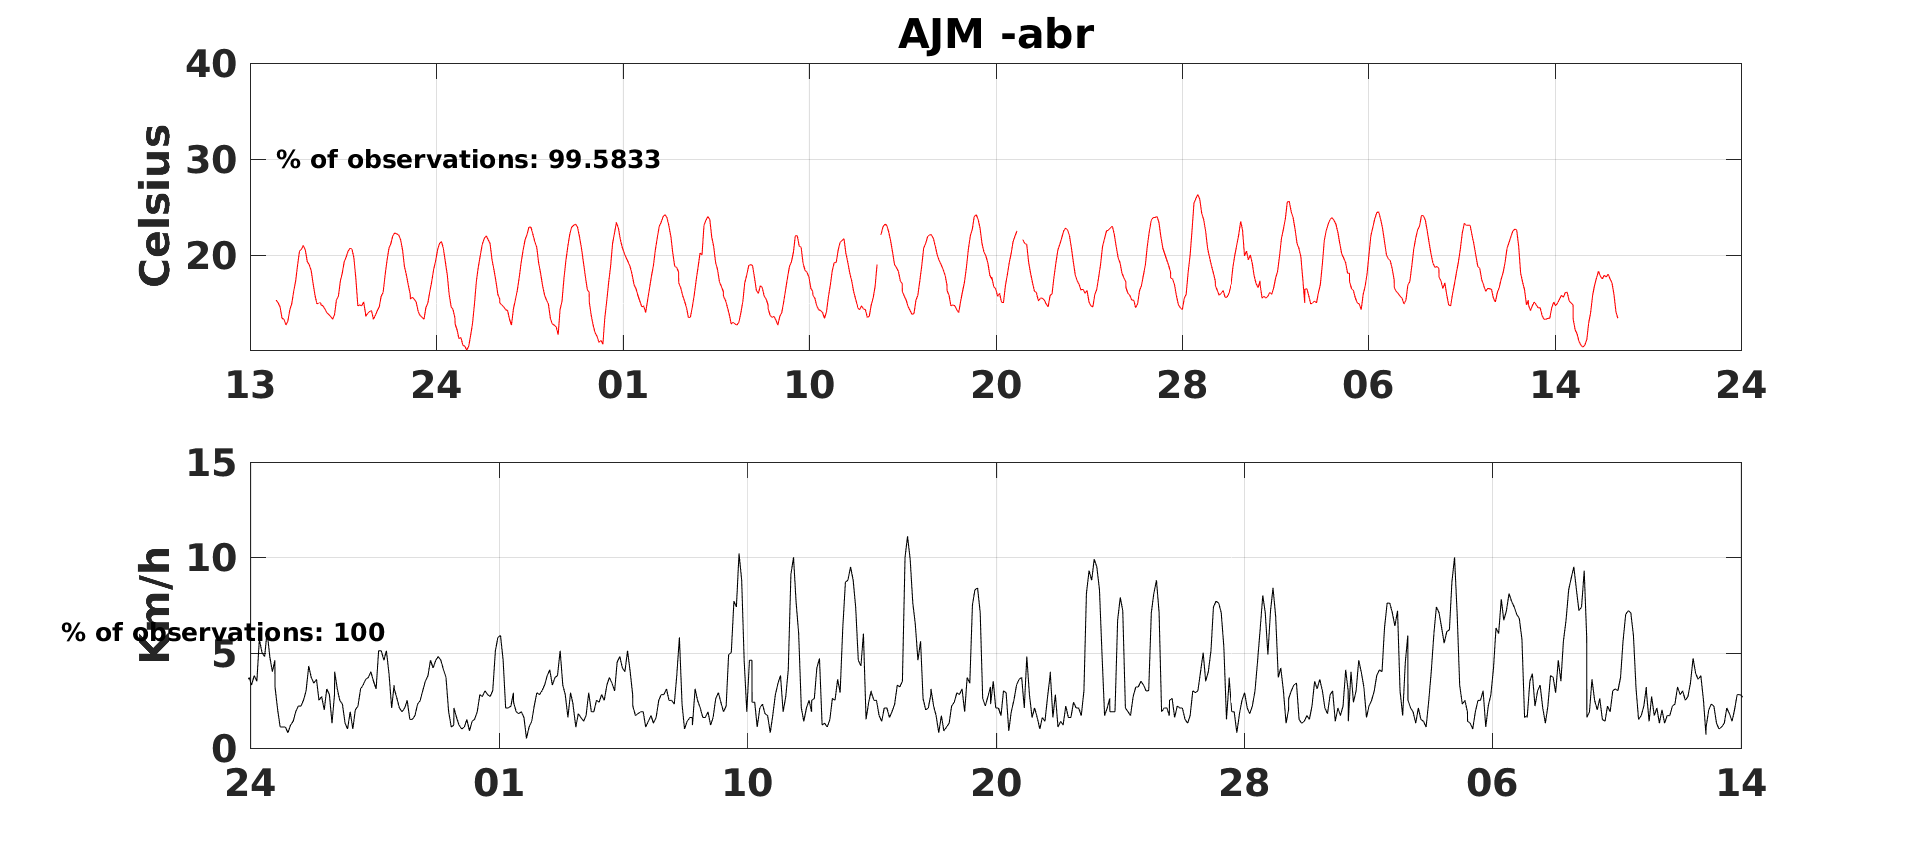 AJM -abr
Celsius
40
30
20
% of observations: 99.5833
13 24 01 10 20 28 06 14 24
Km/h
15
10
5
0
% of observations: 100
24 01 10 20 28 06 14